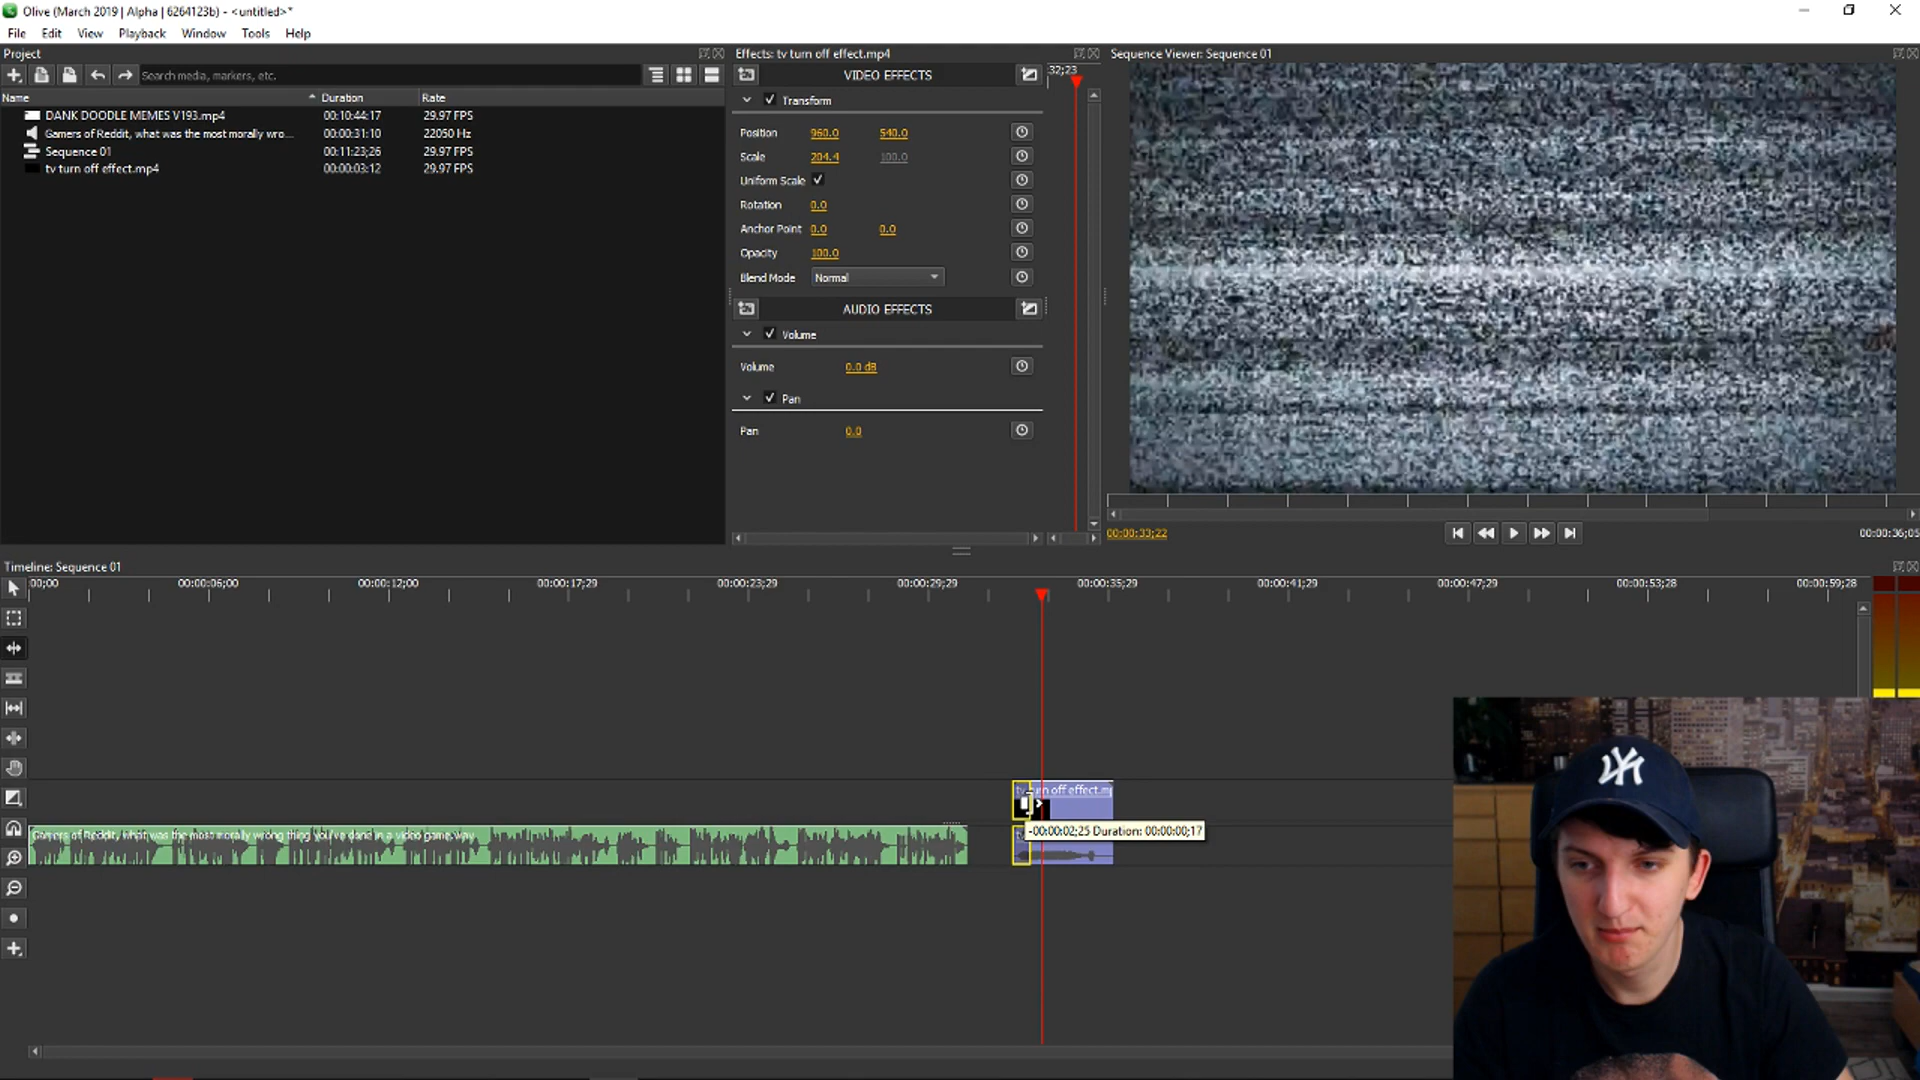 Olive (March 2019 | Alpha | 6264123b) - <untitled>*
File Edit View Playback Window Tools Help
Project
Effects: tv turn off effect.mp4
Sequence Viewer: Sequence 01
Search media, markers, etc.
VIDEO EFFECTS
32;23
Name Duration Rate
Transform
DANK DOODLE MEMES V193.mp4 00:10:44:17 29.97 FPS
Gamers of Reddit, what was the most morally wro... 00:00:31:10 22050 Hz
Sequence 01 00:11:23;26 29.97 FPS
tv turn off effect.mp4 00:00:03:12 29.97 FPS
Position 960.0 540.0
Scale 204.4 100.0
Uniform Scale
Rotation 0.0
Anchor Point 0.0 0.0
Opacity 100.0
Blend Mode Normal
AUDIO EFFECTS
Volume
Volume 0.0 dB
Pan
Pan 0.0
00:00:33;22
00:00:36;05
Timeline: Sequence 01
00;00 00:00:06;00 00:00:12;00 00:00:17;29 00:00:23;29 00:00:29;29 00:00:35;29 00:00:41;29 00:00:47;29 00:00:53;28 00:00:59;28
turn off effect.mp
Gamers of Reddit, what was the most morally wrong thing you've done in a video game.wav
-00:00:02;25 Duration: 00:00:00;17
NY